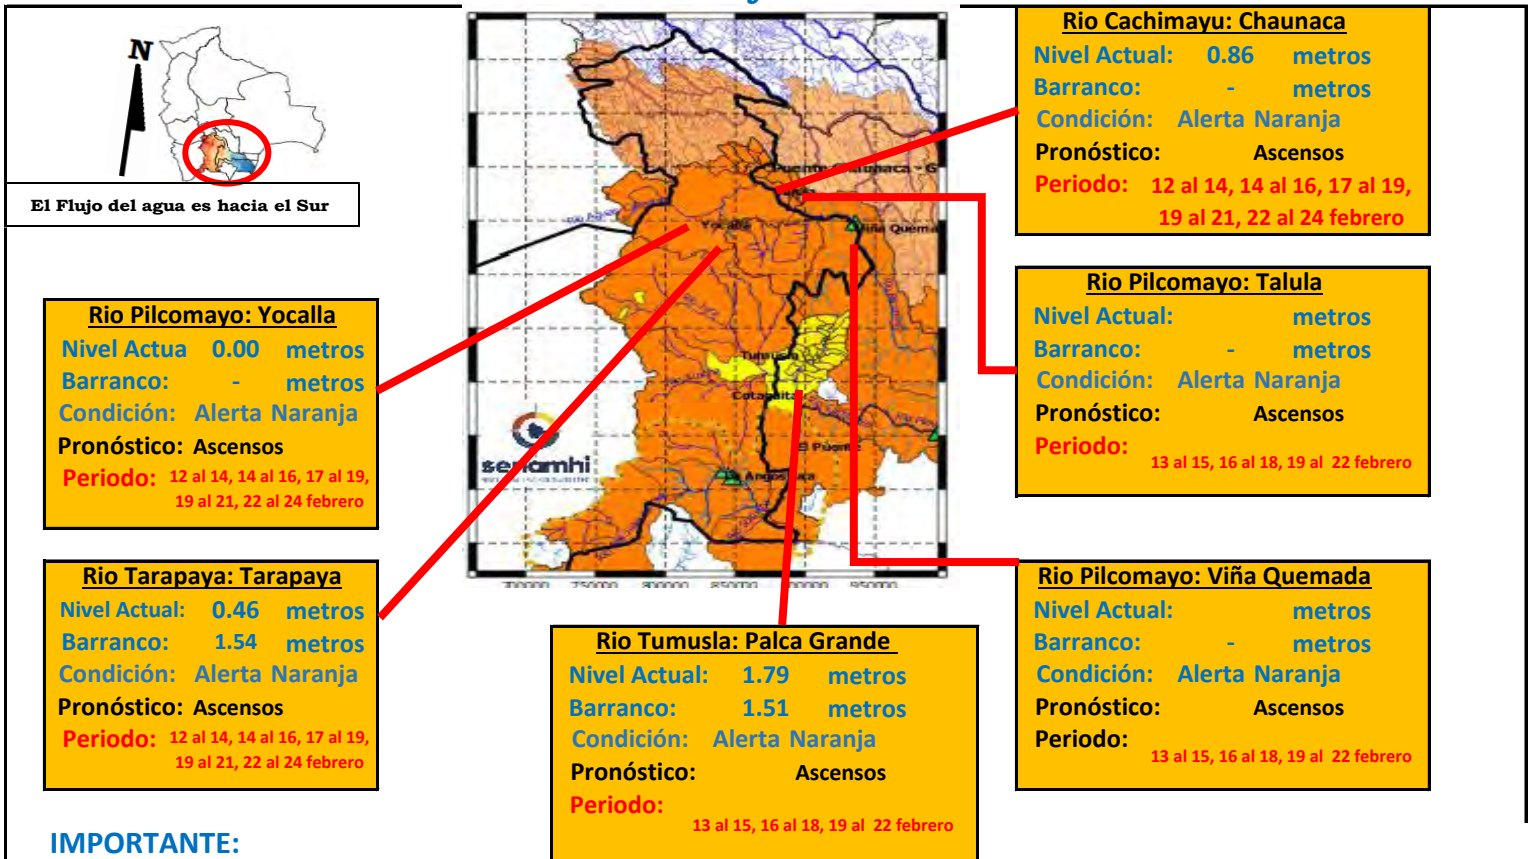 N
El Flujo del agua es hacia el Sur
Rio Cachimayu: Chaunaca
Nivel Actual: 0.86 metros
Barranco: - metros
Condición: Alerta Naranja
Pronóstico: Ascensos
Periodo: 12 al 14, 14 al 16, 17 al 19,
19 al 21, 22 al 24 febrero
Rio Pilcomayo: Talula
Nivel Actual: metros
Barranco: - metros
Condición: Alerta Naranja
Pronóstico: Ascensos
Periodo:
13 al 15, 16 al 18, 19 al 22 febrero
Rio Pilcomayo: Yocalla
Nivel Actua 0.00 metros
Barranco: - metros
Condición: Alerta Naranja
Pronóstico: Ascensos
Periodo: 12 al 14, 14 al 16, 17 al 19,
19 al 21, 22 al 24 febrero
Rio Tarapaya: Tarapaya
Nivel Actual: 0.46 metros
Barranco: 1.54 metros
Condición: Alerta Naranja
Pronóstico: Ascensos
Periodo: 12 al 14, 14 al 16, 17 al 19,
19 al 21, 22 al 24 febrero
Rio Tumusla: Palca Grande
Nivel Actual: 1.79 metros
Barranco: 1.51 metros
Condición: Alerta Naranja
Pronóstico: Ascensos
Periodo:
13 al 15, 16 al 18, 19 al 22 febrero
Rio Pilcomayo: Viña Quemada
Nivel Actual: metros
Barranco: - metros
Condición: Alerta Naranja
Pronóstico: Ascensos
Periodo:
13 al 15, 16 al 18, 19 al 22 febrero
Yocalla
Viña Quema
Tumusla
Cotagaita
El Puente
senamhi
750000 800000 850000 950000
IMPORTANTE: